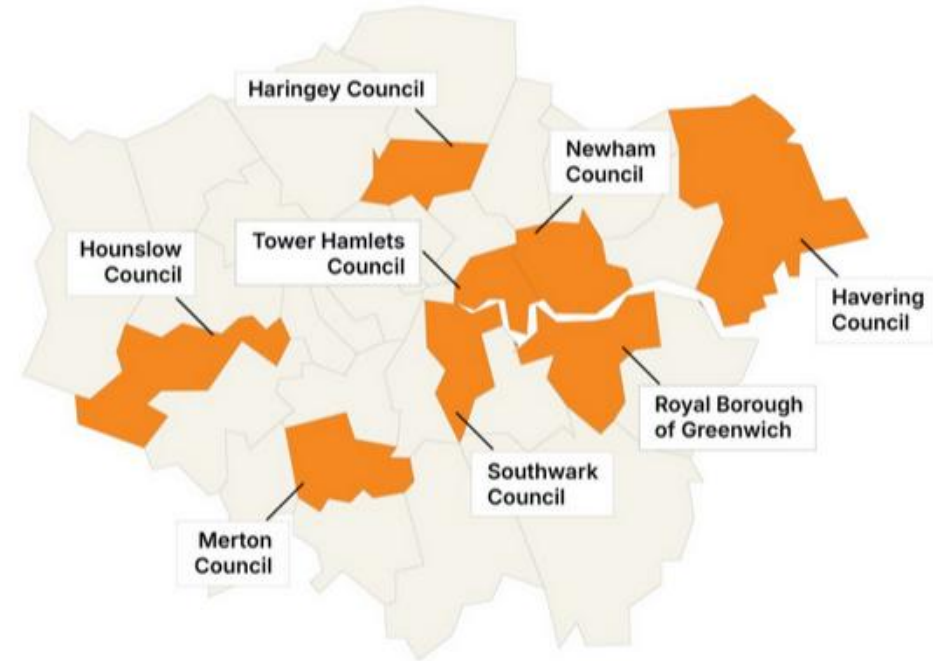 Haringey Council
Newham
Council
Tower Hamlets
Council
Hounslow
Council
Havering
Council
Royal Borough
of Greenwich
Southwark
Council
Merton
Council